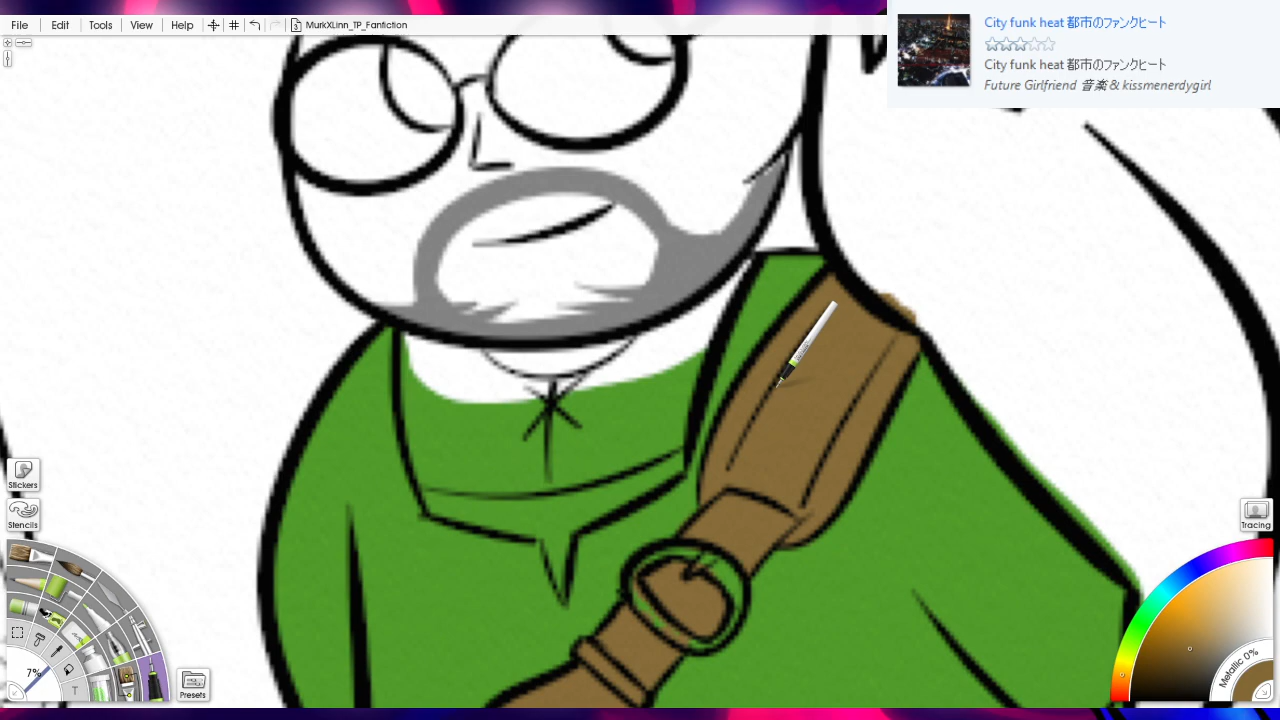 File Edit Tools View Help 3 MurkXLinn_TP_Fanfiction
City funk heat 都市のファンクヒート
City funk heat 都市のファンクヒート
Future Girlfriend 音楽 & kissmenerdygirl
Stickers
Stencils
Tracing
7%
T
Presets
Metallic 0%